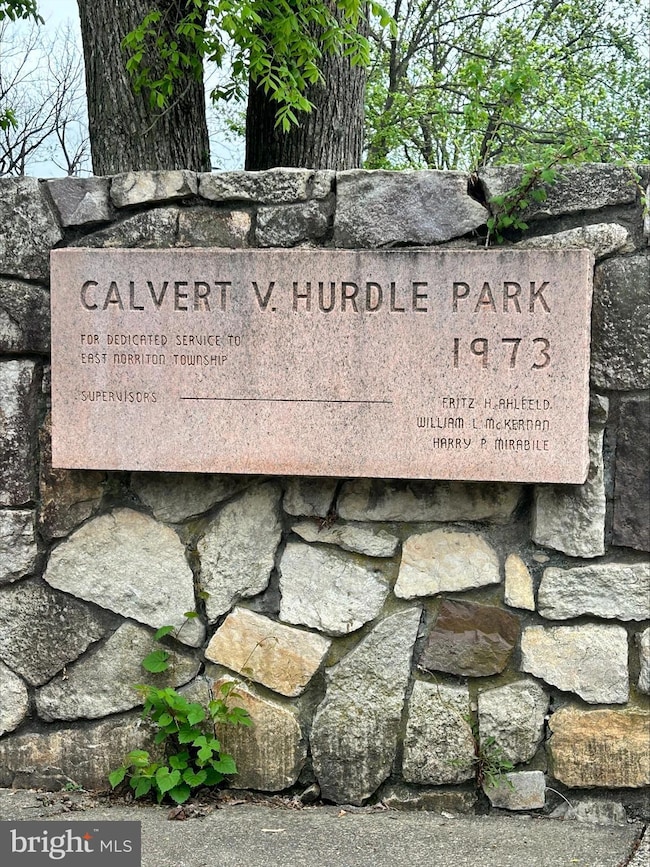 CALVERT V. HURDLE PARK
1973
FOR DEDICATED SERVICE TO
EAST NORRITON TOWNSHIP
SUPERVISORS
FRITZ H. AHLFELD
WILLIAM L. McKERNAN
HARRY P. MIRABILE
bright MLS